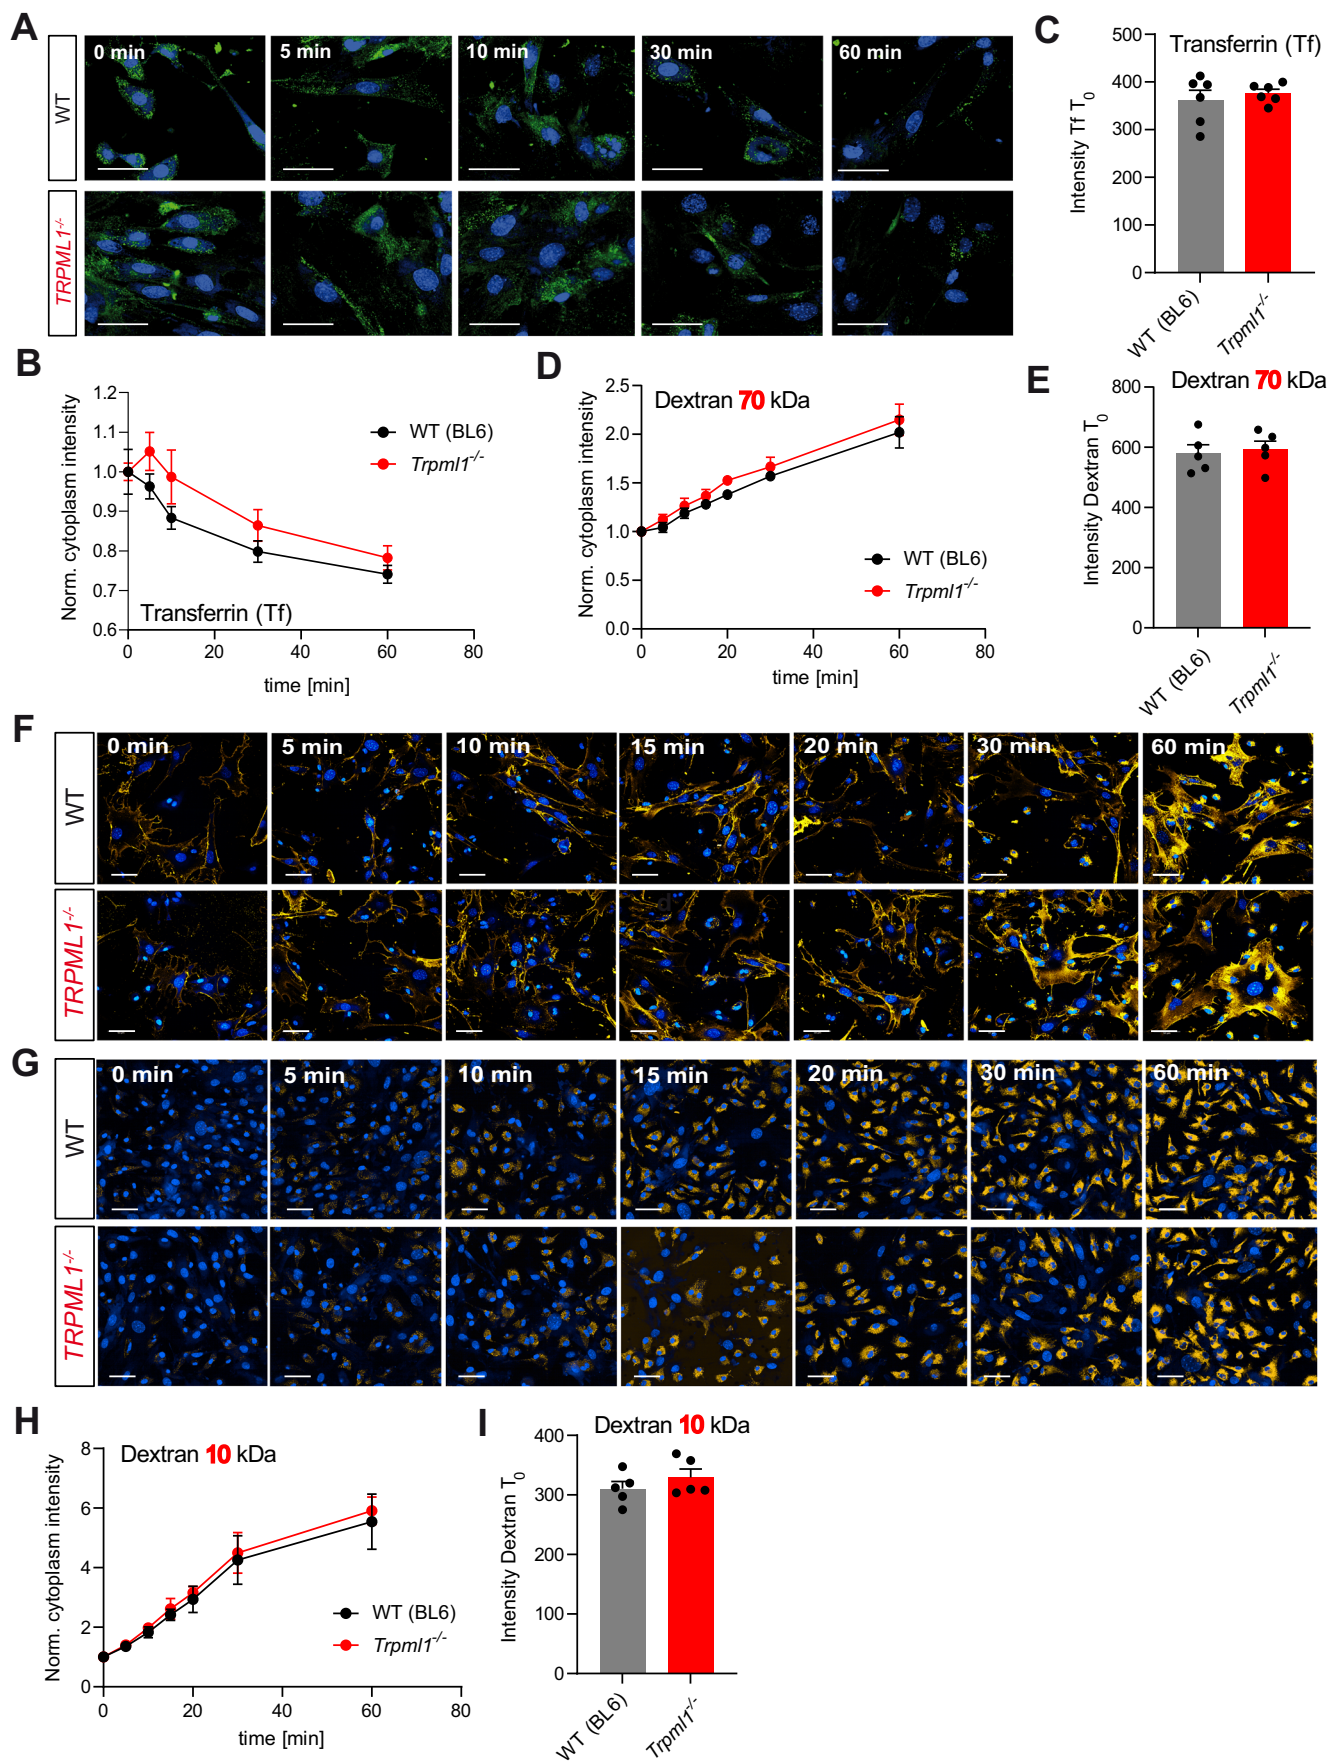 A
WT
0 min
5 min
10 min
30 min
60 min
TRPML1-/-
C
Transferrin (Tf)
Intensity Tf T0
500
400
300
200
100
0
WT (BL6)
Trpml1-/-
B
Norm. cytoplasm intensity
1.2
1.1
1.0
0.9
0.8
0.7
0.6
WT (BL6)
Trpml1-/-
Transferrin (Tf)
0
20
40
60
80
time [min]
D
Norm. cytoplasm intensity
2.5
2.0
1.5
1.0
0.5
0.0
Dextran 70 kDa
WT (BL6)
Trpml1-/-
0
20
40
60
80
time [min]
E
Dextran 70 kDa
Intensity Dextran T0
800
600
400
200
0
WT (BL6)
Trpml1-/-
F
WT
0 min
5 min
10 min
15 min
20 min
30 min
60 min
TRPML1-/-
d
G
WT
0 min
5 min
10 min
15 min
20 min
30 min
60 min
TRPML1-/-
H
Dextran 10 kDa
Norm. cytoplasm intensity
8
6
4
2
0
WT (BL6)
Trpml1-/-
0
20
40
60
80
time [min]
I
Dextran 10 kDa
Intensity Dextran T0
400
300
200
100
0
WT (BL6)
Trpml1-/-